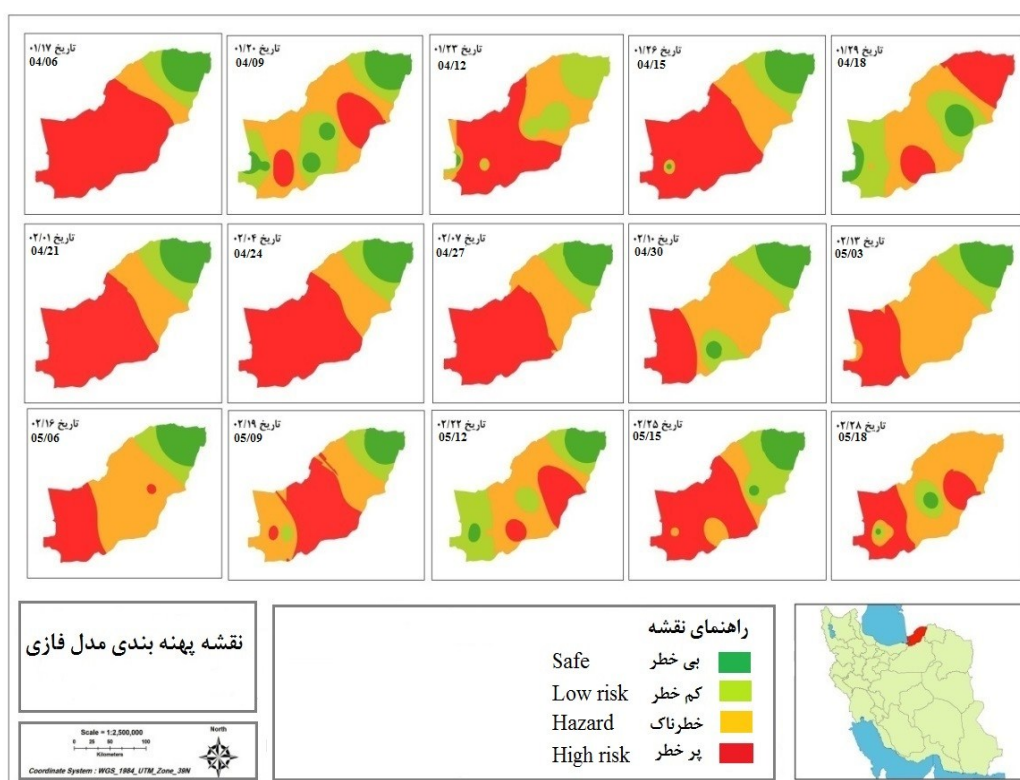 تاریخ ۰۱/۱۷
04/06
تاریخ ۰۱/۲۰
04/09
تاریخ ۰۱/۲۳
04/12
تاریخ ۰۱/۲۶
04/15
تاریخ ۰۱/۲۹
04/18
تاریخ ۰۲/۰۱
04/21
تاریخ ۰۲/۰۴
04/24
تاریخ ۰۲/۰۷
04/27
تاریخ ۰۲/۱۰
04/30
تاریخ ۰۲/۱۳
05/03
تاریخ ۰۲/۱۶
05/06
تاریخ ۰۲/۱۹
05/09
تاریخ ۰۲/۲۲
05/12
تاریخ ۰۲/۲۵
05/15
تاریخ ۰۲/۲۸
05/18
نقشه پهنه بندی مدل فازی
Scale = 1:2,500,000
0 25 50 100
Kilometers
North
Coordinate System : WGS_1984_UTM_Zone_39N
راهنمای نقشه
Safe بی خطر
Low risk کم خطر
Hazard خطرناک
High risk پر خطر